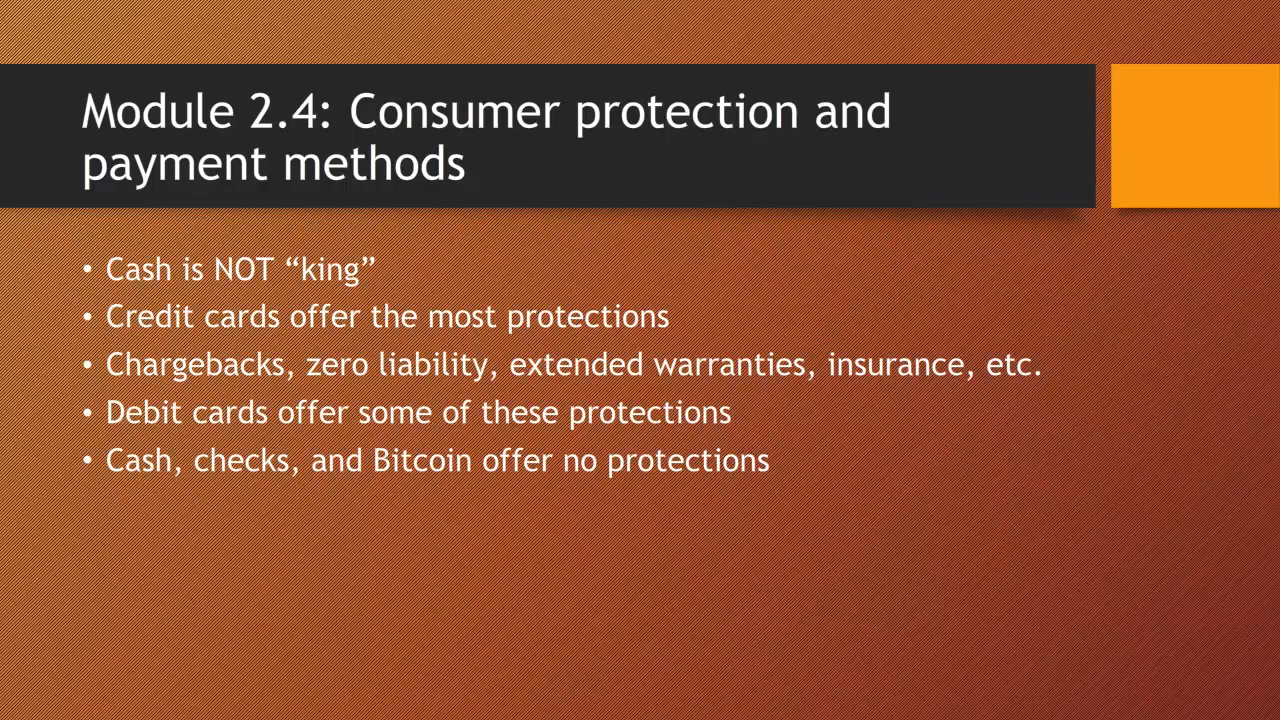 Module 2.4: Consumer protection and
payment methods
• Cash is NOT “king”
• Credit cards offer the most protections
• Chargebacks, zero liability, extended warranties, insurance, etc.
• Debit cards offer some of these protections
• Cash, checks, and Bitcoin offer no protections